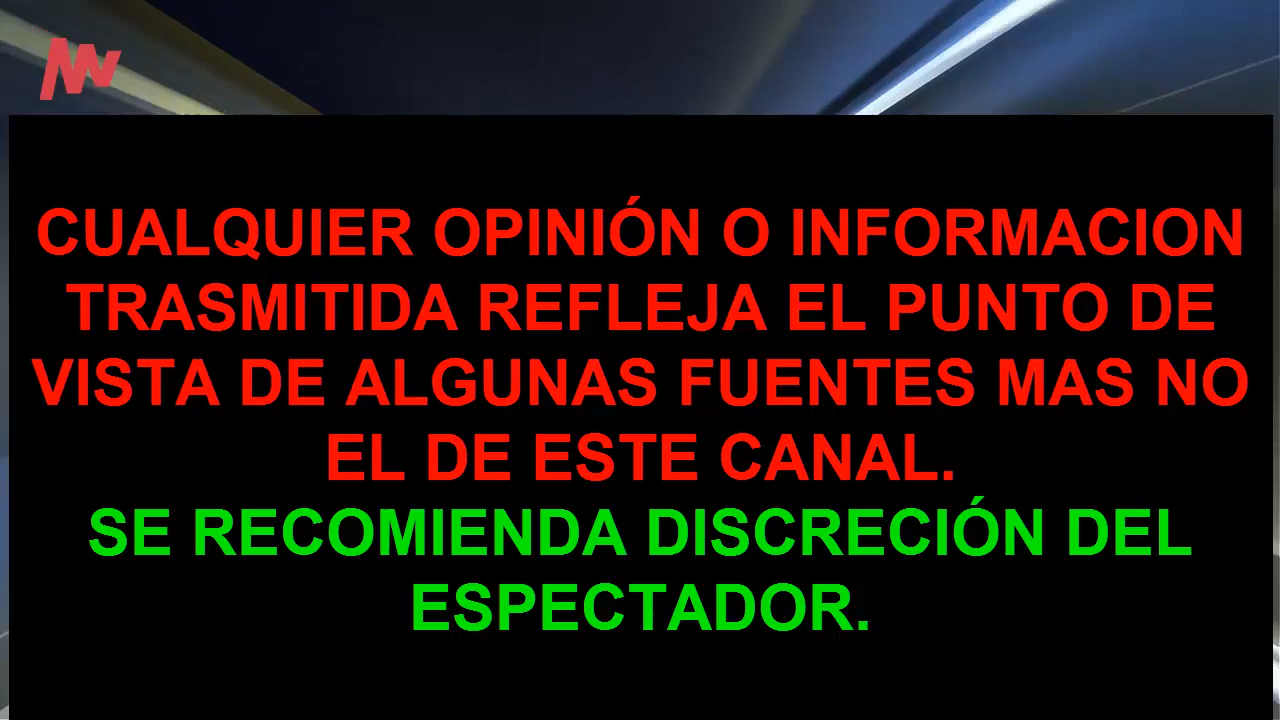 CUALQUIER OPINIÓN O INFORMACION
TRASMITIDA REFLEJA EL PUNTO DE
VISTA DE ALGUNAS FUENTES MAS NO
EL DE ESTE CANAL.
SE RECOMIENDA DISCRECIÓN DEL
ESPECTADOR.